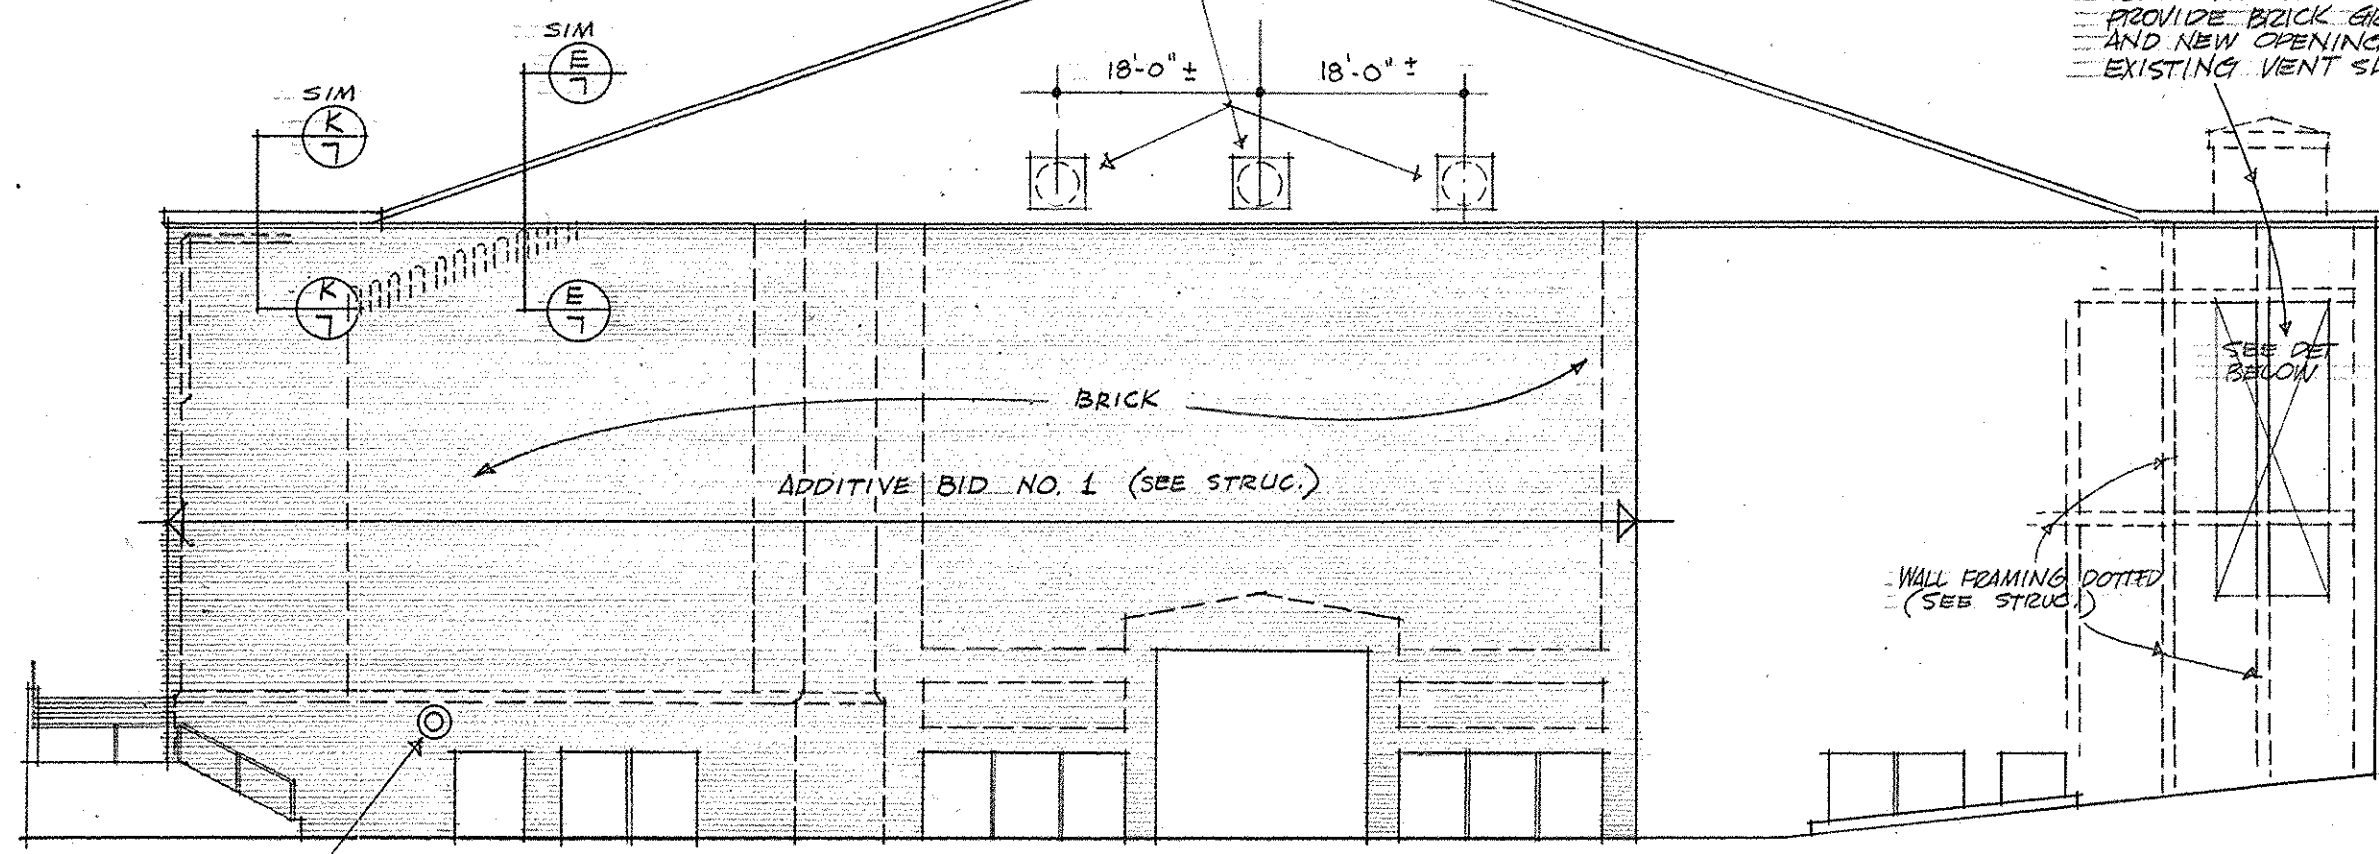 SIM
E
7
SIM
K
7
K
7
E
7
18'-0" ±
18'-0" ±
PROVIDE BRICK
AND NEW OPENING
EXISTING VENT
SEE DET
BELOW
BRICK
ADDITIVE BID NO. 1 (SEE STRUC.)
WALL FRAMING DOTTED
(SEE STRUC.)